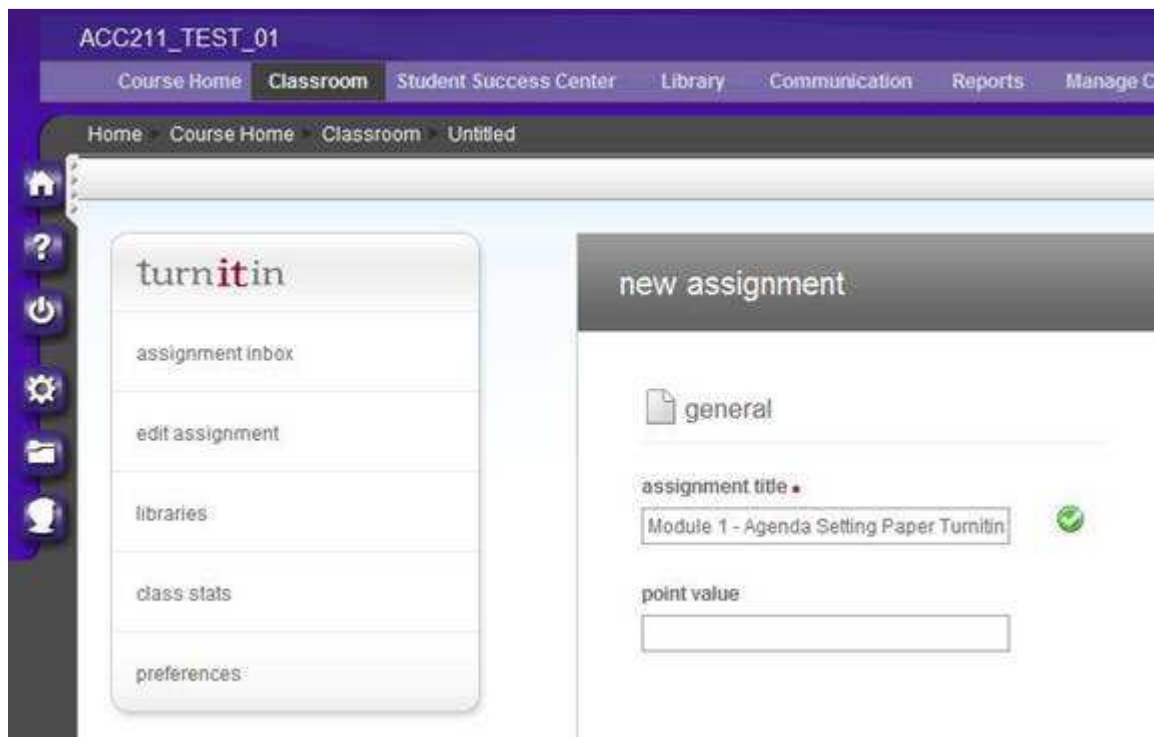 ACC211_TEST_01
Course Home Classroom Student Success Center Library Communication Reports Manage C
Home Course Home Classroom Untitled
turnitin
assignment inbox
edit assignment
libraries
class stats
preferences
new assignment
general
assignment title
Module 1 - Agenda Setting Paper Turnitin
point value